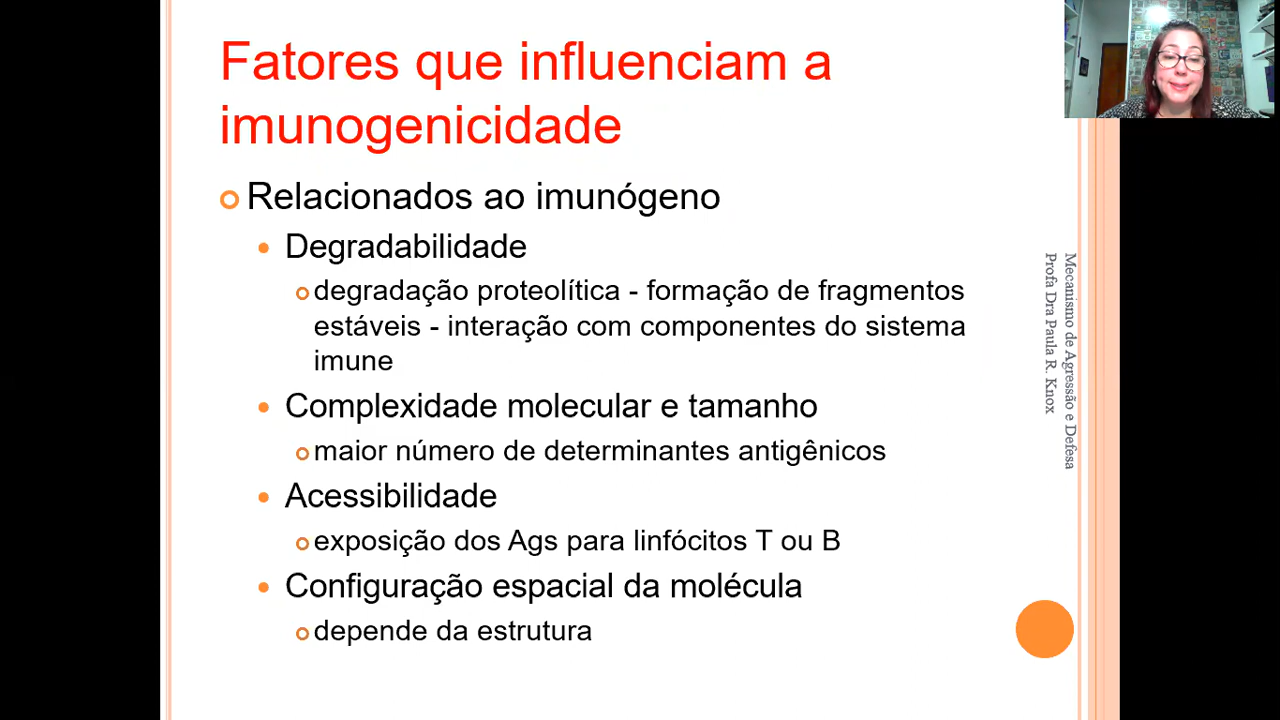 Fatores que influenciam a
imunogenicidade
Relacionados ao imunógeno
Degradabilidade
degradação proteolítica - formação de fragmentos
estáveis - interação com componentes do sistema
imune
Complexidade molecular e tamanho
maior número de determinantes antigênicos
Acessibilidade
exposição dos Ags para linfócitos T ou B
Configuração espacial da molécula
depende da estrutura
Mecanismo de Agressão e Defesa
Profa Dra Paula R. Knox